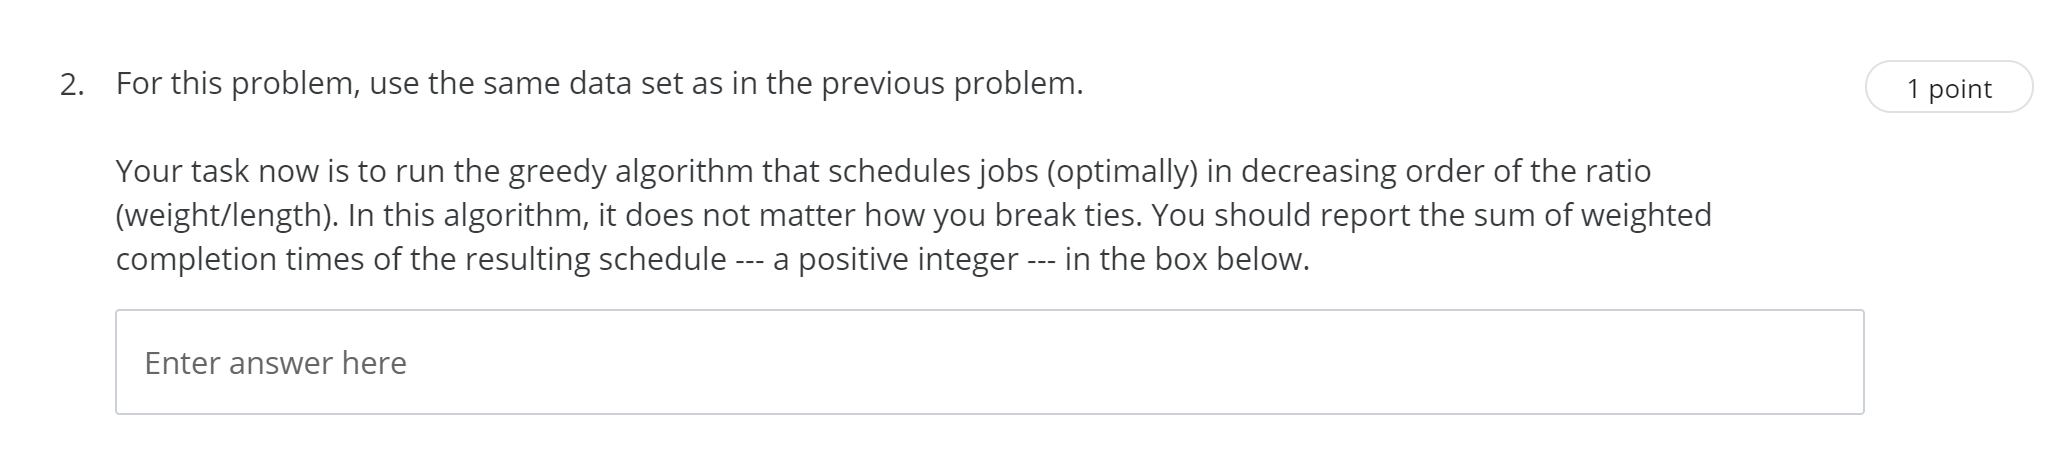 2. For this problem, use the same data set as in the previous problem.
1 point
Your task now is to run the greedy algorithm that schedules jobs (optimally) in decreasing order of the ratio
(weight/length). In this algorithm, it does not matter how you break ties. You should report the sum of weighted
completion times of the resulting schedule --- a positive integer --- in the box below.
Enter answer here